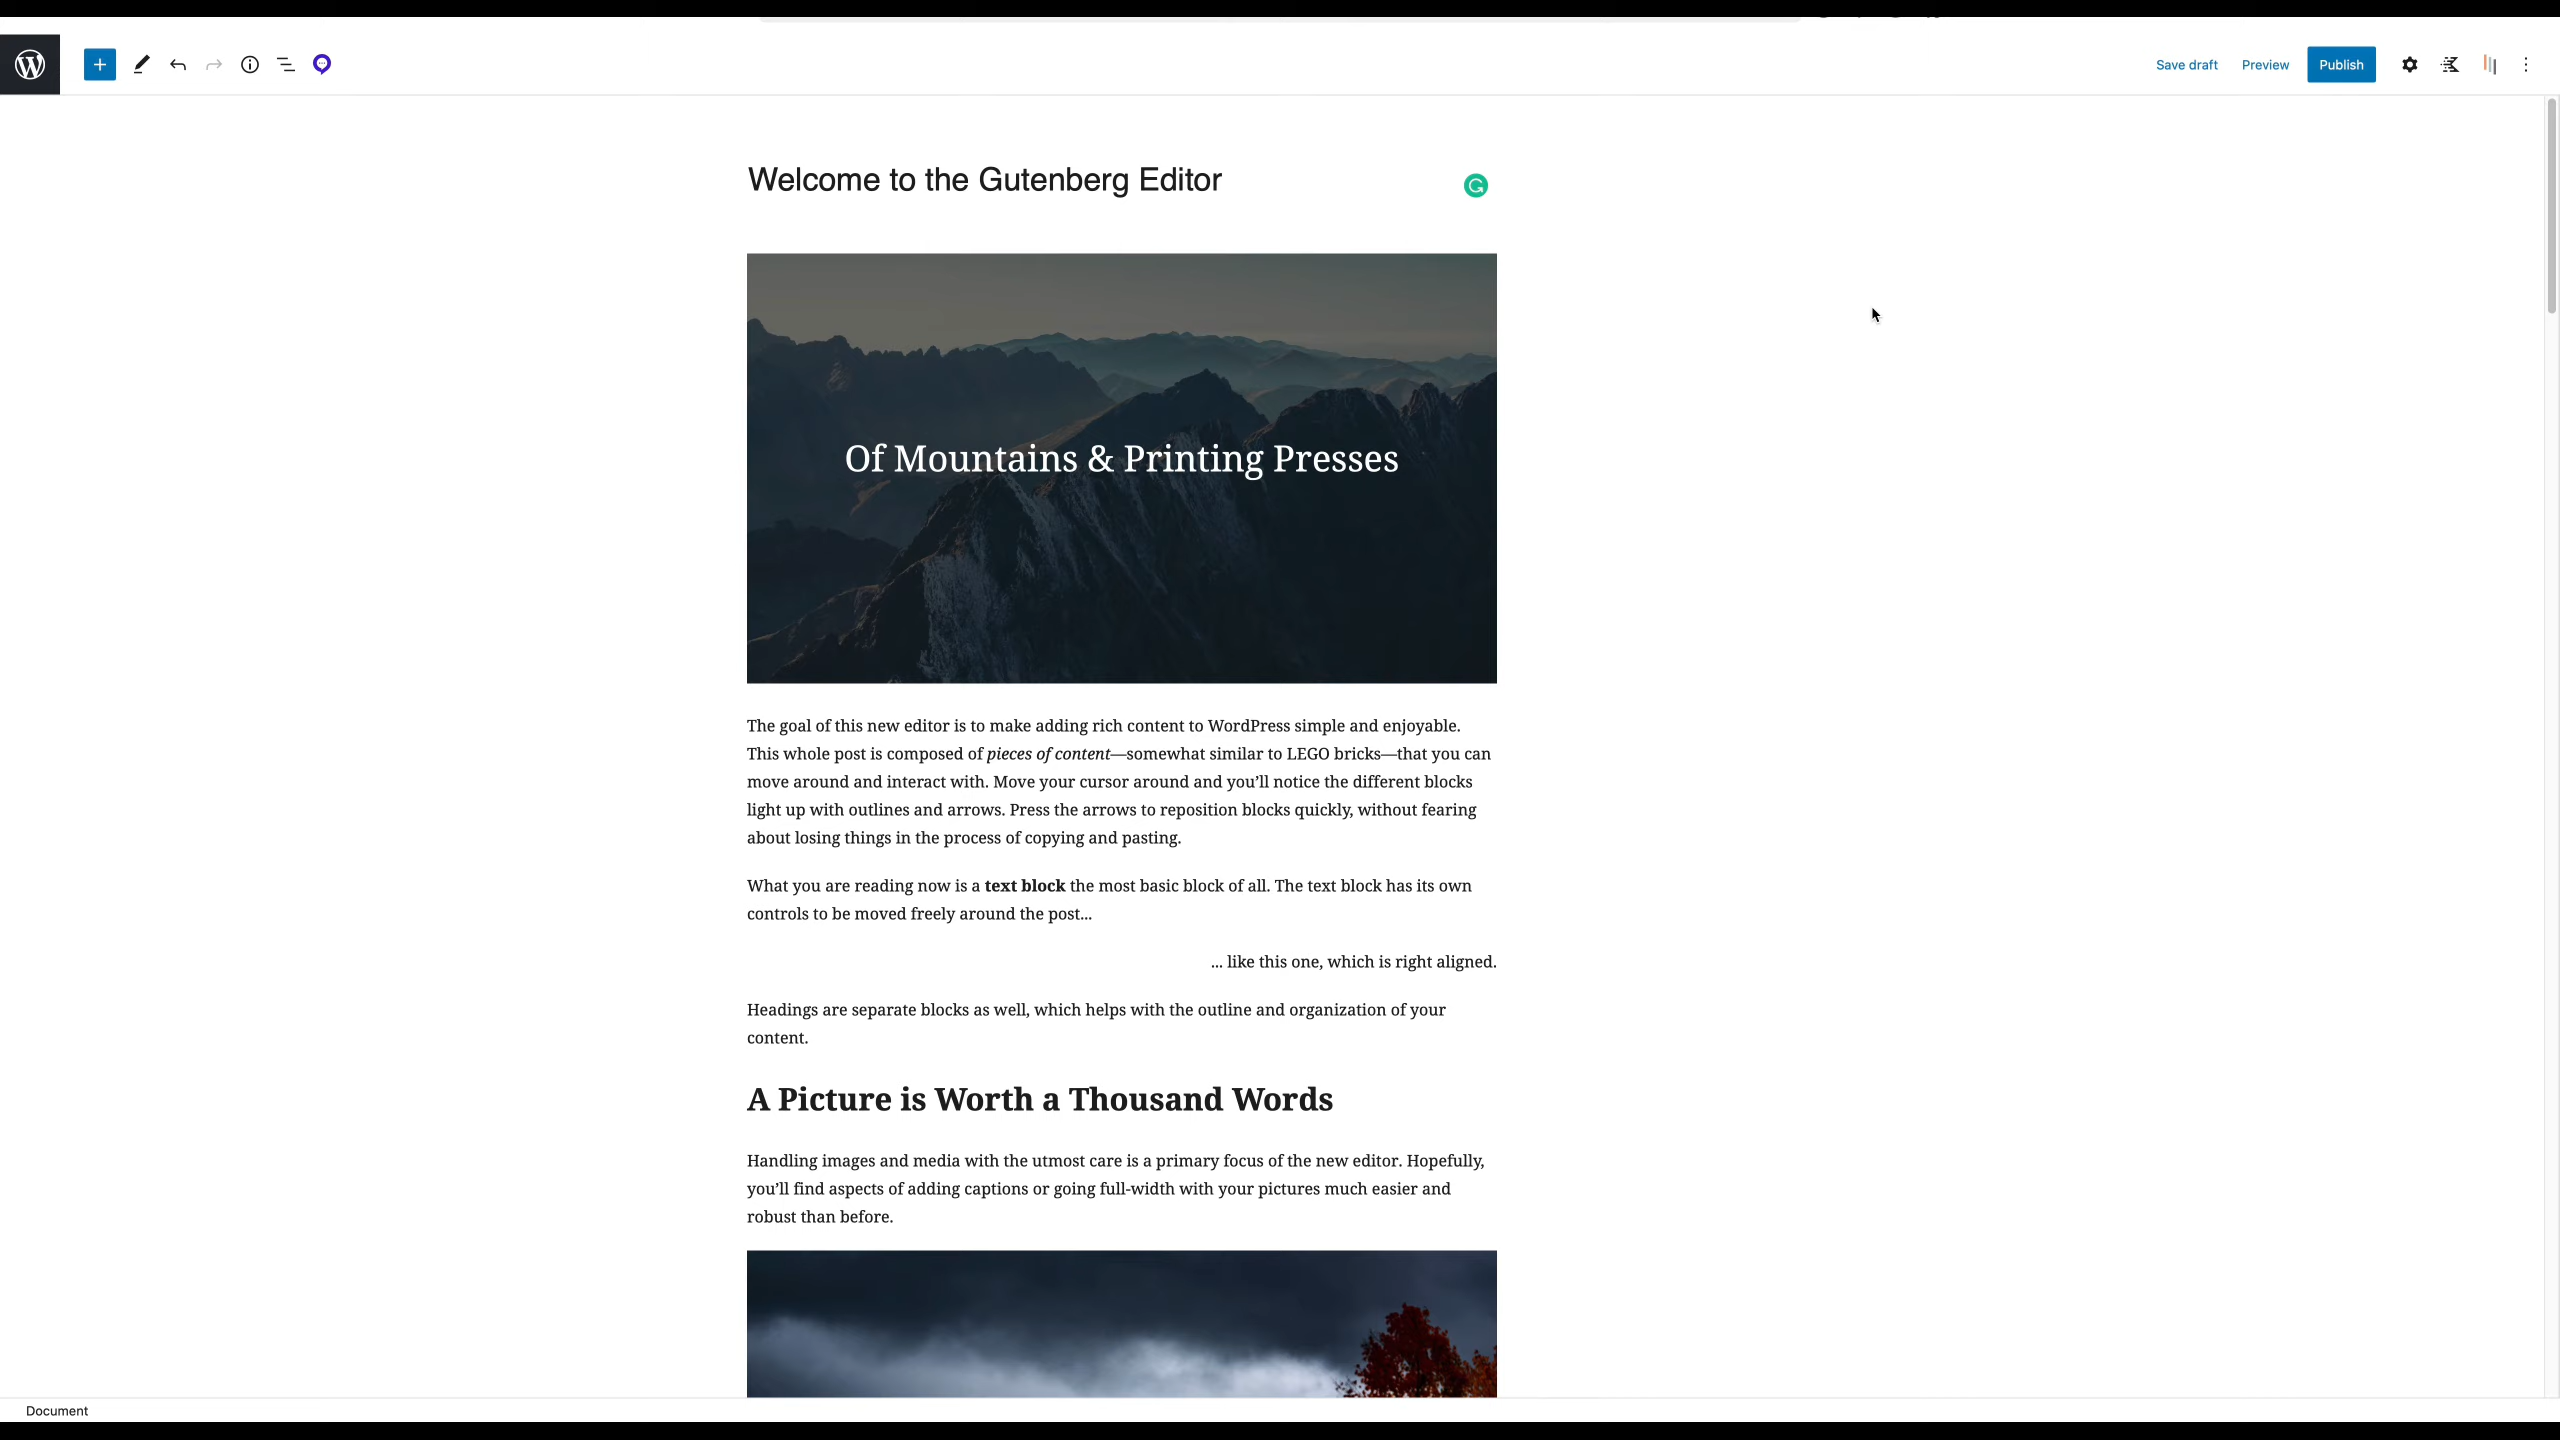 Save draft Preview Publish
Welcome to the Gutenberg Editor
Of Mountains & Printing Presses
The goal of this new editor is to make adding rich content to WordPress simple and enjoyable.
This whole post is composed of pieces of content—somewhat similar to LEGO bricks—that you can
move around and interact with. Move your cursor around and you’ll notice the different blocks
light up with outlines and arrows. Press the arrows to reposition blocks quickly, without fearing
about losing things in the process of copying and pasting.
What you are reading now is a text block the most basic block of all. The text block has its own
controls to be moved freely around the post...
... like this one, which is right aligned.
Headings are separate blocks as well, which helps with the outline and organization of your
content.
A Picture is Worth a Thousand Words
Handling images and media with the utmost care is a primary focus of the new editor. Hopefully,
you’ll find aspects of adding captions or going full-width with your pictures much easier and
robust than before.
Document